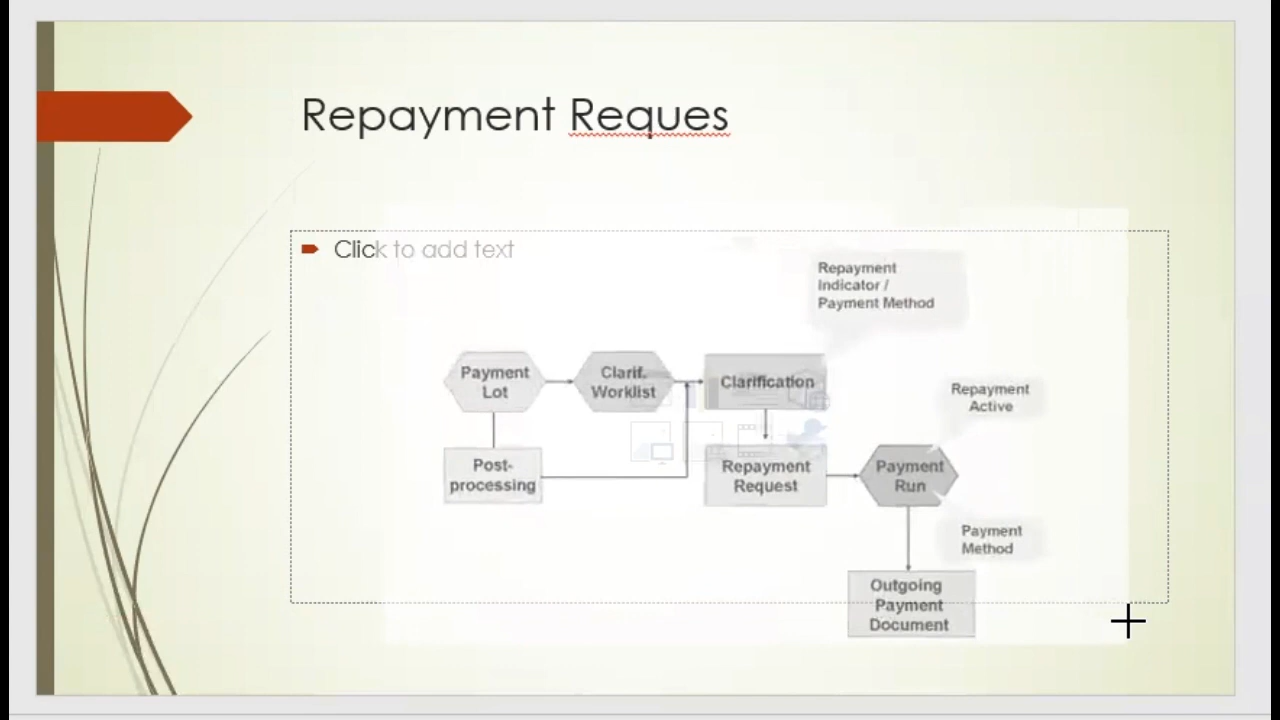 Repayment Reques
Click to add text
Repayment
Indicator /
Payment Method
Payment
Lot
Clarif.
Worklist
Clarification
Repayment
Active
Post-
processing
Repayment
Request
Payment
Run
Payment
Method
Outgoing
Payment
Document